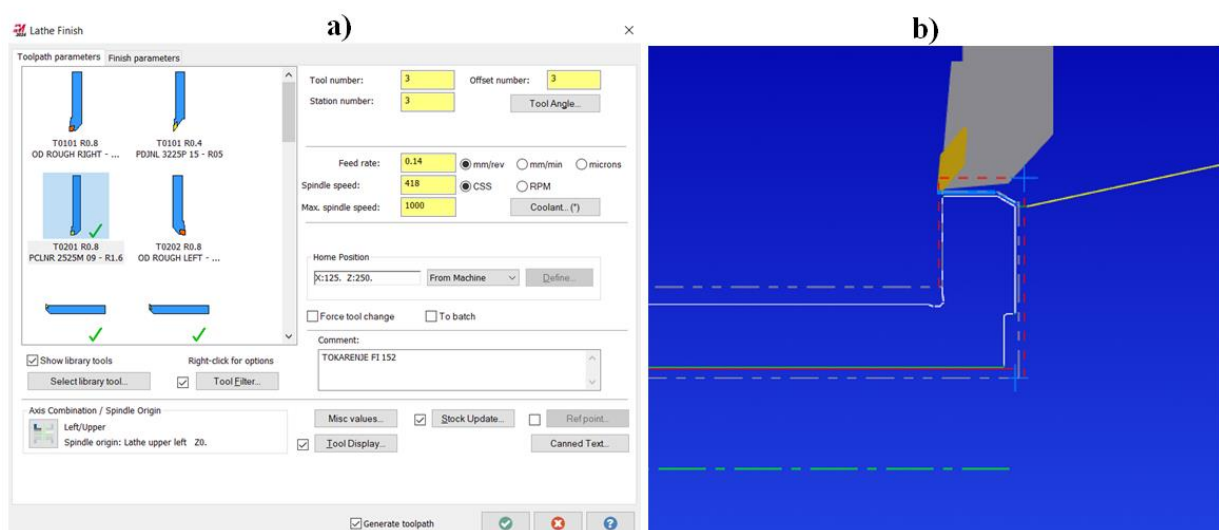 a)
b)
2024
Lathe Finish
Toolpath parameters Finish parameters
T0101 R0.8
OD ROUGH RIGHT - ...
T0101 R0.4
PDJNL 3225P 15 - R05
T0201 R0.8
PCLNR 2525M 09 - R1.6
T0202 R0.8
OD ROUGH LEFT - ...
Show library tools
Right-click for options
Select library tool...
Tool Filter...
Axis Combination / Spindle Origin
Left/Upper
Spindle origin: Lathe upper left Z0.
Tool number: 3 Offset number: 3
Station number: 3 Tool Angle...
Feed rate: 0.14 mm/rev mm/min microns
Spindle speed: 418 CSS RPM
Max. spindle speed: 1000 Coolant.. (*)
Home Position
X:125. Z:250. From Machine Define...
Force tool change To batch
Comment:
TOKARENJE FI 152
Misc values... Stock Update... Ref point...
Tool Display... Canned Text...
Generate toolpath